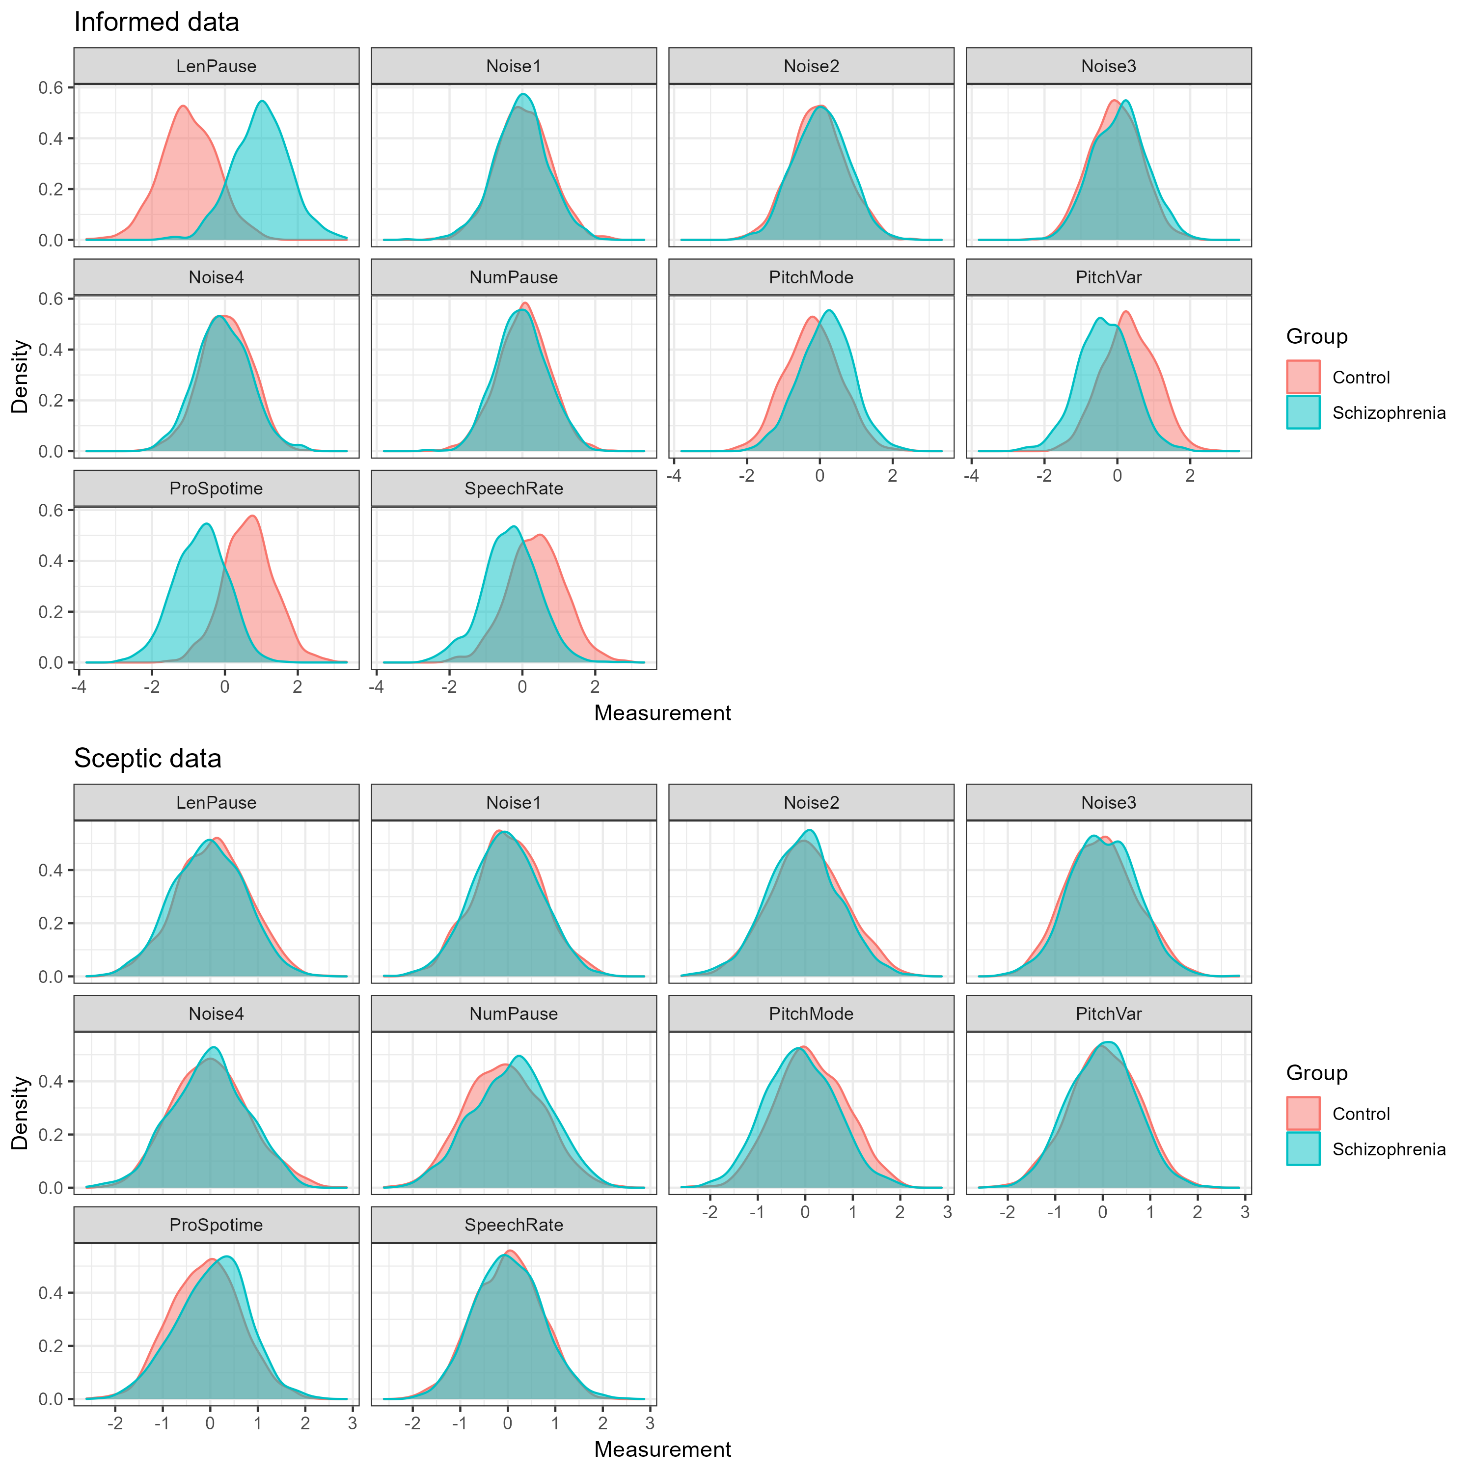 Informed data
LenPause Noise1 Noise2 Noise3
0.6
0.4
0.2
0.0
Noise4 NumPause PitchMode PitchVar
0.6
0.4
0.2
0.0
-4 -2 0 2 -4 -2 0 2
ProSpotime SpeechRate
0.6
0.4
0.2
0.0
-4 -2 0 2 -4 -2 0 2
Density
Measurement
Group
Control
Schizophrenia
Sceptic data
LenPause Noise1 Noise2 Noise3
0.4
0.2
0.0
Noise4 NumPause PitchMode PitchVar
0.4
0.2
0.0
-2 -1 0 1 2 3 -2 -1 0 1 2 3
ProSpotime SpeechRate
0.4
0.2
0.0
-2 -1 0 1 2 3 -2 -1 0 1 2 3
Density
Measurement
Group
Control
Schizophrenia